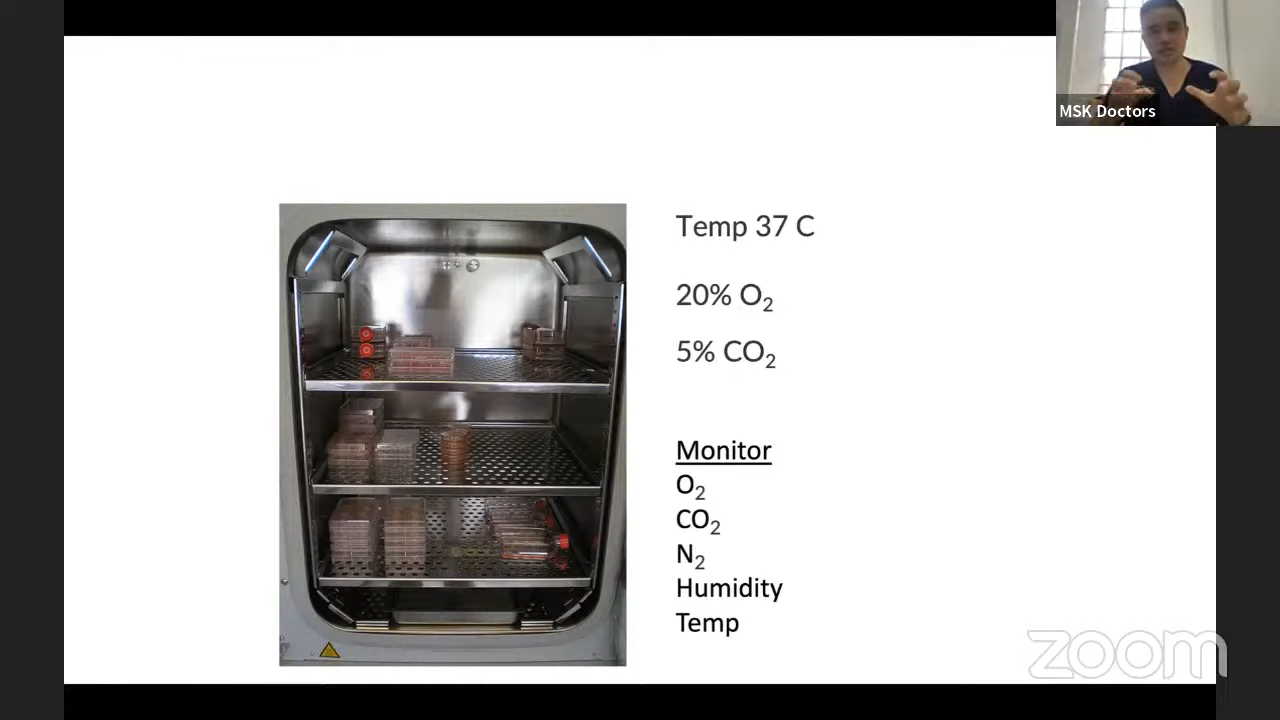 MSK Doctors
Temp 37 C
20% O₂
5% CO₂
Monitor
O₂
CO₂
N₂
Humidity
Temp
zoom